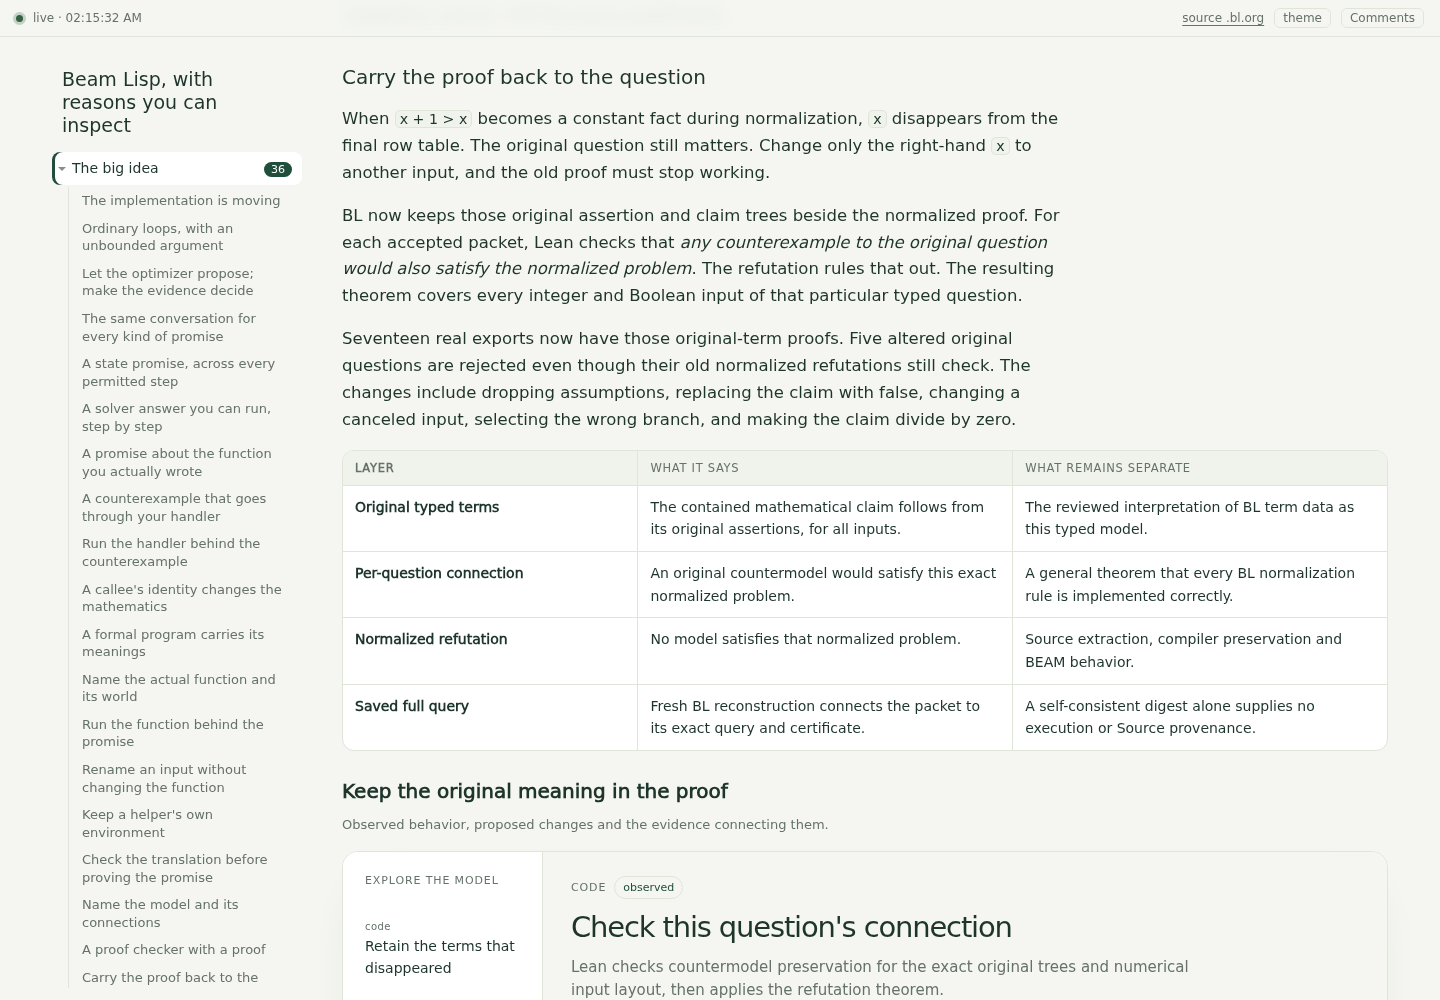 live · 02:15:32 AM
source .bl.org
theme
Comments
Beam Lisp, with
reasons you can
inspect
The big idea
36
The implementation is moving
Ordinary loops, with an
unbounded argument
Let the optimizer propose;
make the evidence decide
The same conversation for
every kind of promise
A state promise, across every
permitted step
A solver answer you can run,
step by step
A promise about the function
you actually wrote
A counterexample that goes
through your handler
Run the handler behind the
counterexample
A callee's identity changes the
mathematics
A formal program carries its
meanings
Name the actual function and
its world
Run the function behind the
promise
Rename an input without
changing the function
Keep a helper's own
environment
Check the translation before
proving the promise
Name the model and its
connections
A proof checker with a proof
Carry the proof back to the
Carry the proof back to the question
When x + 1 > x becomes a constant fact during normalization, x disappears from the
final row table. The original question still matters. Change only the right-hand x to
another input, and the old proof must stop working.
BL now keeps those original assertion and claim trees beside the normalized proof. For
each accepted packet, Lean checks that any counterexample to the original question
would also satisfy the normalized problem. The refutation rules that out. The resulting
theorem covers every integer and Boolean input of that particular typed question.
Seventeen real exports now have those original-term proofs. Five altered original
questions are rejected even though their old normalized refutations still check. The
changes include dropping assumptions, replacing the claim with false, changing a
canceled input, selecting the wrong branch, and making the claim divide by zero.
LAYER
WHAT IT SAYS
WHAT REMAINS SEPARATE
Original typed terms
The contained mathematical claim follows from
its original assertions, for all inputs.
The reviewed interpretation of BL term data as
this typed model.
Per-question connection
An original countermodel would satisfy this exact
normalized problem.
A general theorem that every BL normalization
rule is implemented correctly.
Normalized refutation
No model satisfies that normalized problem.
Source extraction, compiler preservation and
BEAM behavior.
Saved full query
Fresh BL reconstruction connects the packet to
its exact query and certificate.
A self-consistent digest alone supplies no
execution or Source provenance.
Keep the original meaning in the proof
Observed behavior, proposed changes and the evidence connecting them.
EXPLORE THE MODEL
code
Retain the terms that
disappeared
CODE
observed
Check this question's connection
Lean checks countermodel preservation for the exact original trees and numerical
input layout, then applies the refutation theorem.